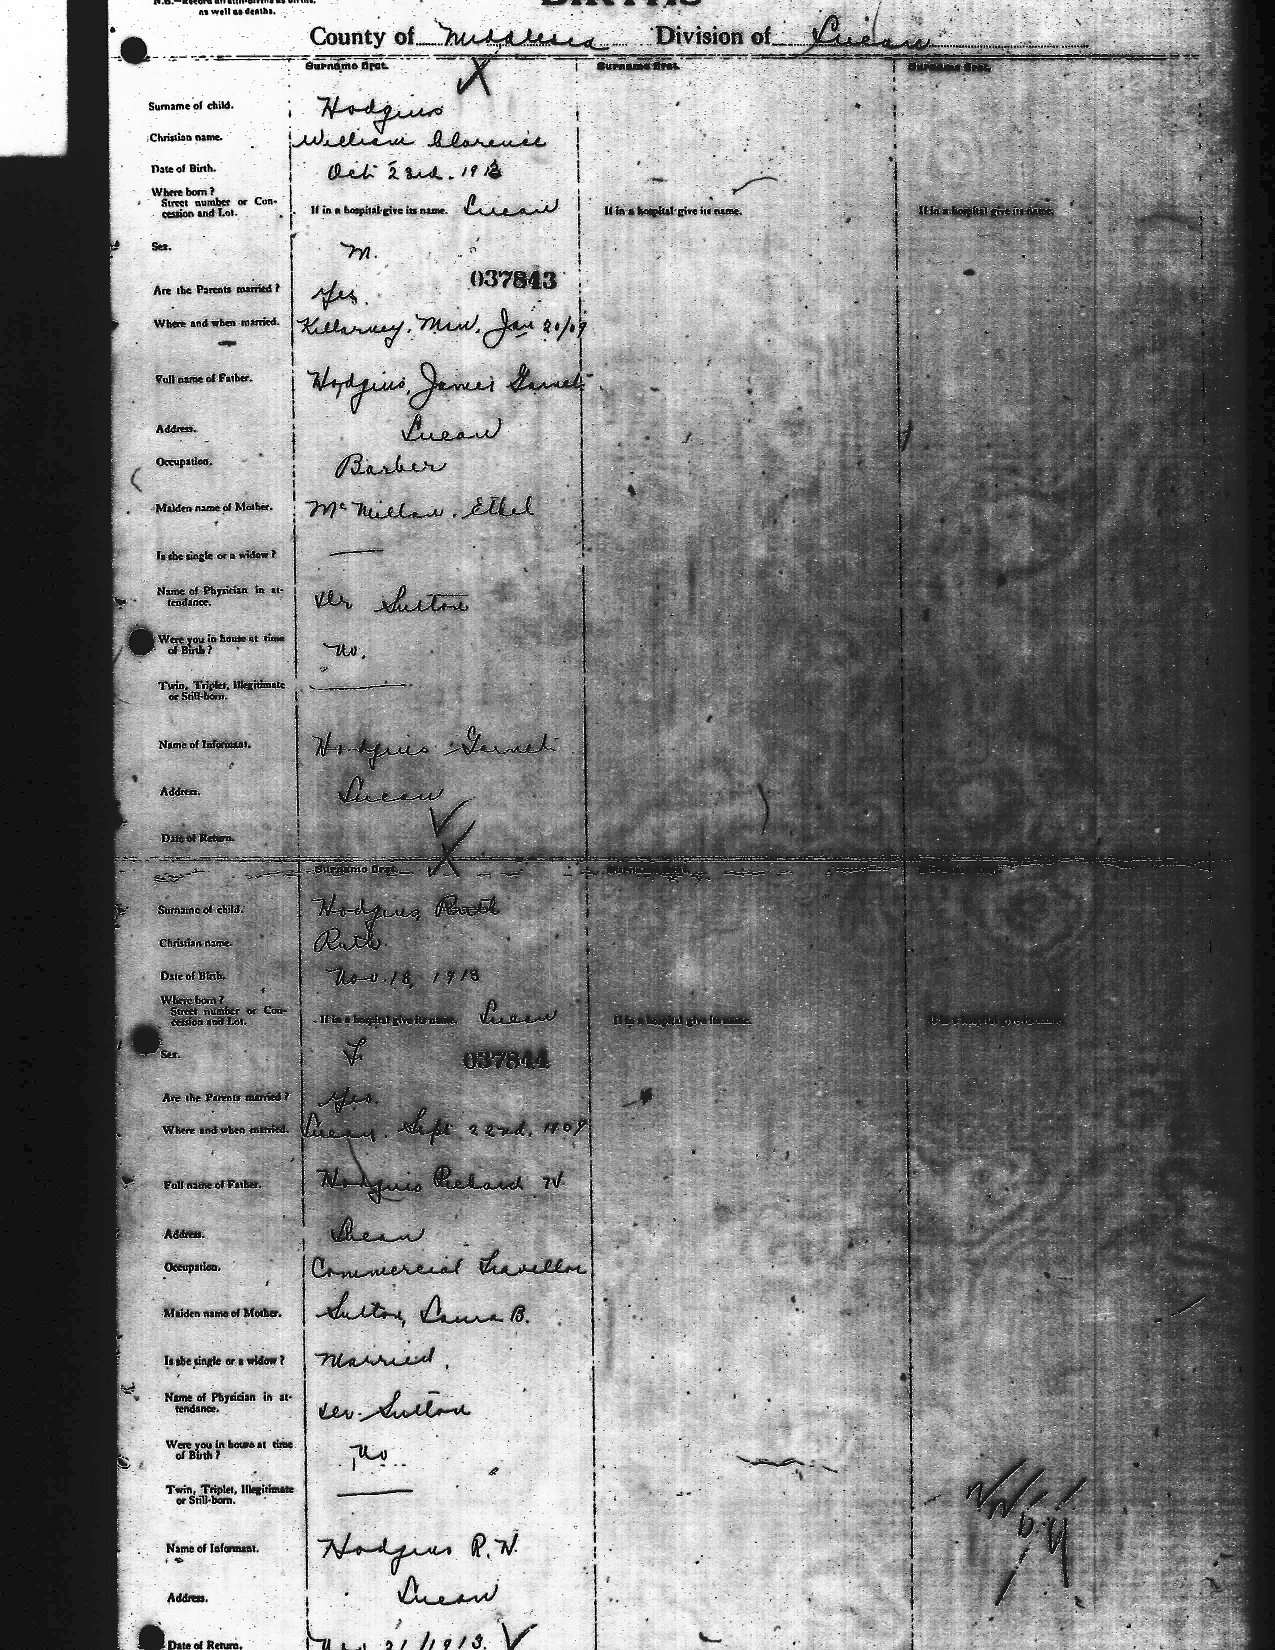 N.B.—Record all still-births as births,
as well as deaths.
BIRTHS
County of Middlesex Division of Lucan
Surname first. Surname first. Surname first.
Surname of child. Hodgins
Christian name. William Clarence
Date of Birth. Oct 23rd. 1913
Where born?
Street number or Con-
cession and Lot. If in a hospital give its name. Lucan If in a hospital give its name. If in a hospital give its name.
Sex. M.
037843
Are the Parents married? Yes.
Where and when married. Killarney, Man, Jan 20/09
Full name of Father. Hodgins, James Garnet
Address. Lucan
Occupation. Barber
Maiden name of Mother. McMillan, Ethel
Is she single or a widow? —
Name of Physician in at-
tendance. Sutton
Were you in house at time
of Birth? No.
Twin, Triplet, Illegitimate
or Still-born. —
Name of Informant. Hodgins Garnet
Address. Lucan
Date of Return.
Surname first. Surname first. Surname first.
Surname of child. Hodgins Ruth
Christian name. Ruth
Date of Birth. Nov. 18, 1913
Where born?
Street number or Con-
cession and Lot. If in a hospital give its name. Lucan If in a hospital give its name. If in a hospital give its name.
Sex. F.
037844
Are the Parents married? Yes.
Where and when married. Lucan, Sept 22nd, 1909
Full name of Father. Hodgins Richard H.
Address. Lucan
Occupation. Commercial Traveller
Maiden name of Mother. Sutton, Laura B.
Is she single or a widow? Married.
Name of Physician in at-
tendance. Sutton
Were you in house at time
of Birth? No
Twin, Triplet, Illegitimate
or Still-born. —
Name of Informant. Hodgins R. H.
Address. Lucan
Date of Return. Nov 21/1913.